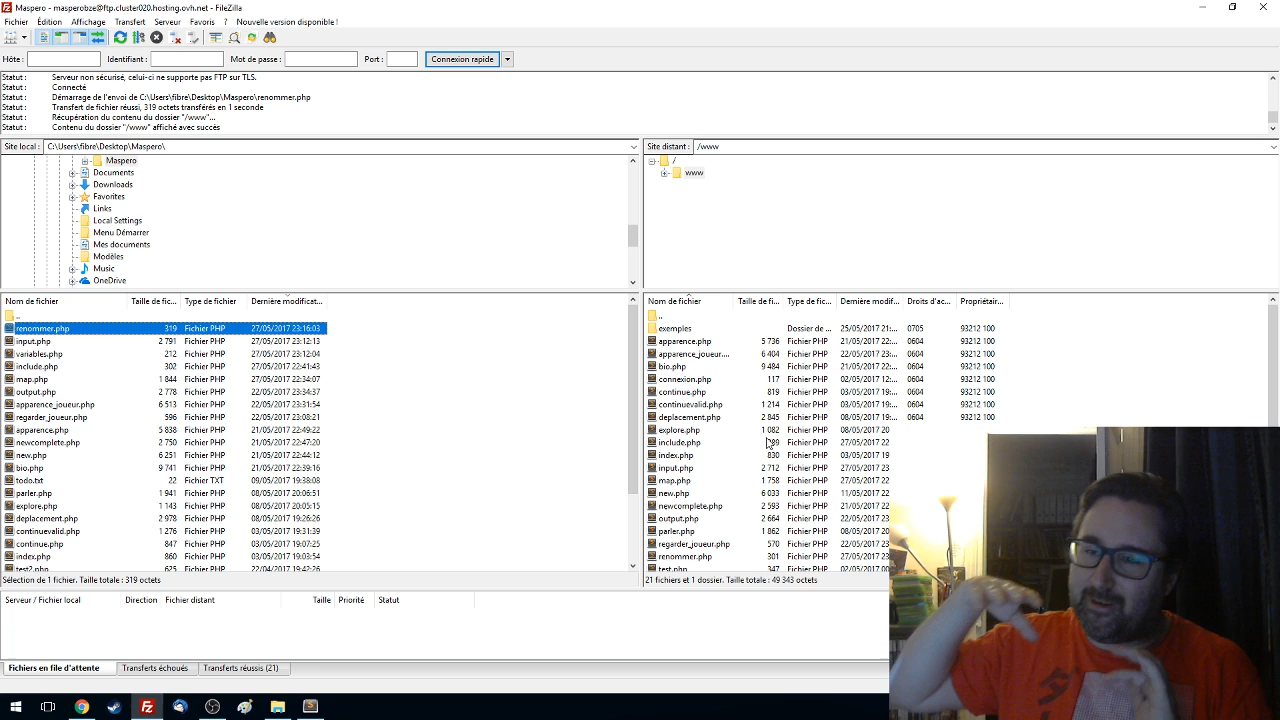 Maspero - masperobze@ftp.cluster020.hosting.ovh.net - FileZilla
Fichier Édition Affichage Transfert Serveur Favoris ? Nouvelle version disponible !
Hôte : Identifiant : Mot de passe : Port : Connexion rapide
Statut : Serveur non sécurisé, celui-ci ne supporte pas FTP sur TLS.
Statut : Connecté
Statut : Démarrage de l'envoi de C:\Users\fibre\Desktop\Maspero\renommer.php
Statut : Transfert de fichier réussi, 319 octets transférés en 1 seconde
Statut : Récupération du contenu du dossier "/www"...
Statut : Contenu du dossier "/www" affiché avec succès
Site local : C:\Users\fibre\Desktop\Maspero\
Maspero
Documents
Downloads
Favorites
Links
Local Settings
Menu Démarrer
Mes documents
Modèles
Music
OneDrive
Site distant : /www
/
www
Nom de fichier Taille de fic... Type de fichier Dernière modificat...
..
renommer.php 319 Fichier PHP 27/05/2017 23:16:03
input.php 2 791 Fichier PHP 27/05/2017 23:12:13
variables.php 212 Fichier PHP 27/05/2017 23:12:04
include.php 302 Fichier PHP 27/05/2017 22:41:43
map.php 1 844 Fichier PHP 27/05/2017 22:34:07
output.php 2 778 Fichier PHP 22/05/2017 23:34:37
apparence_joueur.php 6 513 Fichier PHP 22/05/2017 23:31:54
regarder_joueur.php 596 Fichier PHP 22/05/2017 23:08:21
apparence.php 5 838 Fichier PHP 21/05/2017 22:49:22
newcomplete.php 2 750 Fichier PHP 21/05/2017 22:47:20
new.php 6 251 Fichier PHP 21/05/2017 22:44:12
bio.php 9 741 Fichier PHP 21/05/2017 22:39:16
todo.txt 22 Fichier TXT 09/05/2017 19:38:08
parler.php 1 941 Fichier PHP 08/05/2017 20:06:51
explore.php 1 143 Fichier PHP 08/05/2017 20:05:15
deplacement.php 2 978 Fichier PHP 08/05/2017 19:26:26
continuevalid.php 1 276 Fichier PHP 03/05/2017 19:31:39
continue.php 847 Fichier PHP 03/05/2017 19:07:25
index.php 860 Fichier PHP 03/05/2017 19:03:54
test2.php 625 Fichier PHP 22/04/2017 19:42:26
Sélection de 1 fichier. Taille totale : 319 octets
Nom de fichier Taille de fi... Type de fic... Dernière modif... Droits d'ac... Propriétair...
..
exemples Dossier de ... 25/05/2017 21:... 0705 93212 100
apparence.php 5 736 Fichier PHP 21/05/2017 22:... 0604 93212 100
apparence_joueur.... 6 404 Fichier PHP 22/05/2017 23:... 0604 93212 100
bio.php 9 484 Fichier PHP 21/05/2017 22:... 0604 93212 100
connexion.php 117 Fichier PHP 02/05/2017 12:... 0604 93212 100
continue.php 819 Fichier PHP 03/05/2017 19:... 0604 93212 100
continuevalid.php 1 214 Fichier PHP 03/05/2017 19:... 0604 93212 100
deplacement.php 2 845 Fichier PHP 08/05/2017 19:... 0604 93212 100
explore.php 1 082 Fichier PHP 08/05/2017 20
include.php Fichier PHP 27/05/2017 22
index.php 830 Fichier PHP 03/05/2017 19
input.php 2 712 Fichier PHP 27/05/2017 23
map.php 1 758 Fichier PHP 27/05/2017 22
new.php 6 033 Fichier PHP 11/05/2017 22
newcomplete.php 2 593 Fichier PHP 21/05/2017 22
output.php 2 664 Fichier PHP 22/05/2017 23
parler.php 1 862 Fichier PHP 08/05/2017 20
regarder_joueur.php 570 Fichier PHP 22/05/2017 23
renommer.php 301 Fichier PHP 27/05/2017 23
test.php 347 Fichier PHP 02/05/2017 00
21 fichiers et 1 dossier. Taille totale : 49 343 octets
Serveur / Fichier local Direction Fichier distant Taille Priorité Statut
Fichiers en file d'attente Transferts échoués Transferts réussis (21)